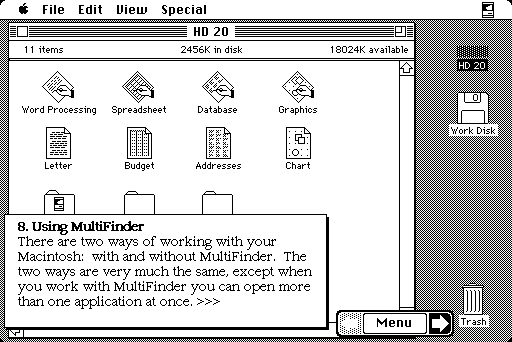 File Edit View Special
HD 20
11 items 2456K in disk 18024K available
HD 20
Word Processing Spreadsheet Database Graphics
Work Disk
Letter Budget Addresses Chart
8. Using MultiFinder
There are two ways of working with your
Macintosh: with and without MultiFinder. The
two ways are very much the same, except when
you work with MultiFinder you can open more
than one application at once. >>>
Menu
Trash